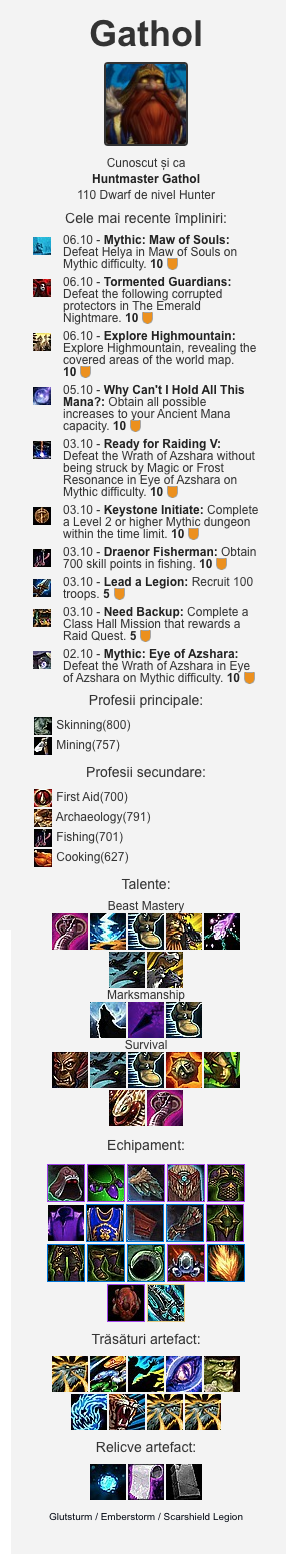 Gathol
Cunoscut și ca
Huntmaster Gathol
110 Dwarf de nivel Hunter
Cele mai recente împliniri:
06.10 - Mythic: Maw of Souls:
Defeat Helya in Maw of Souls on
Mythic difficulty. 10
06.10 - Tormented Guardians:
Defeat the following corrupted
protectors in The Emerald
Nightmare. 10
06.10 - Explore Highmountain:
Explore Highmountain, revealing the
covered areas of the world map.
10
05.10 - Why Can't I Hold All This
Mana?: Obtain all possible
increases to your Ancient Mana
capacity. 10
03.10 - Ready for Raiding V:
Defeat the Wrath of Azshara without
being struck by Magic or Frost
Resonance in Eye of Azshara on
Mythic difficulty. 10
03.10 - Keystone Initiate: Complete
a Level 2 or higher Mythic dungeon
within the time limit. 10
03.10 - Draenor Fisherman: Obtain
700 skill points in fishing. 10
03.10 - Lead a Legion: Recruit 100
troops. 5
03.10 - Need Backup: Complete a
Class Hall Mission that rewards a
Raid Quest. 5
02.10 - Mythic: Eye of Azshara:
Defeat the Wrath of Azshara in Eye
of Azshara on Mythic difficulty. 10
Profesii principale:
Skinning(800)
Mining(757)
Profesii secundare:
First Aid(700)
Archaeology(791)
Fishing(701)
Cooking(627)
Talente:
Beast Mastery
Marksmanship
Survival
Echipament:
Trăsături artefact:
Relicve artefact:
Glutsturm / Emberstorm / Scarshield Legion